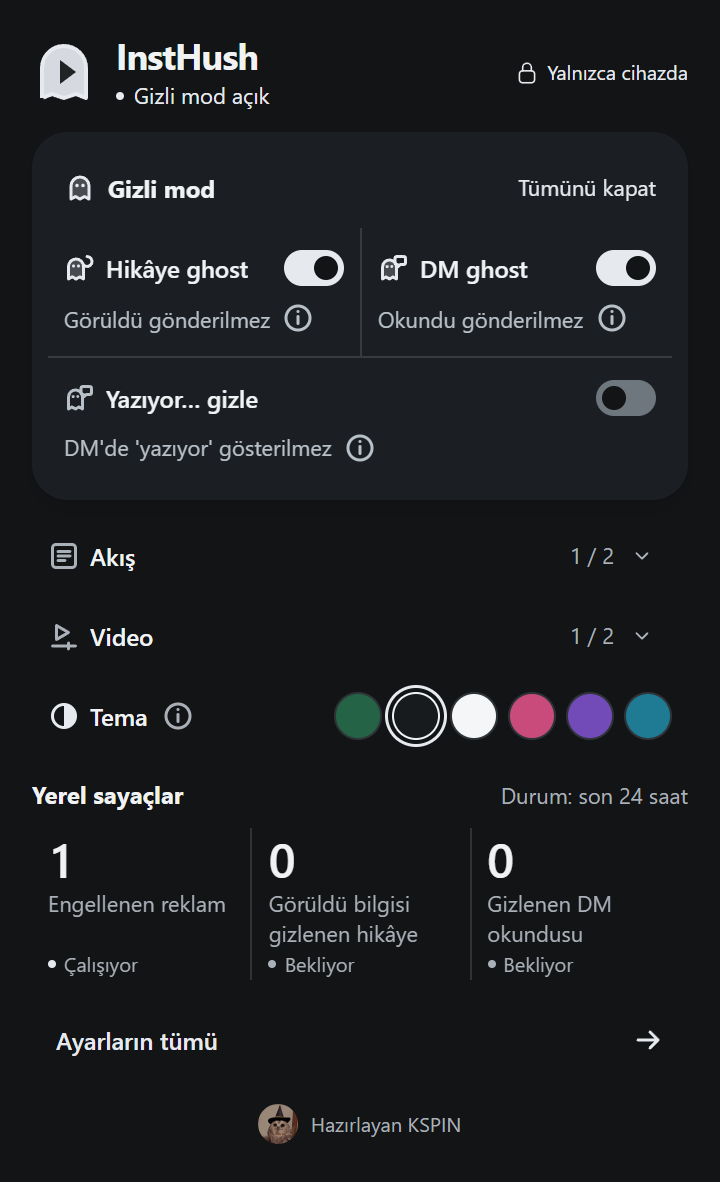 InstHush
• Gizli mod açık
Yalnızca cihazda
Gizli mod
Tümünü kapat
Hikâye ghost
Görüldü gönderilmez
DM ghost
Okundu gönderilmez
Yazıyor... gizle
DM'de 'yazıyor' gösterilmez
Akış
1 / 2
Video
1 / 2
Tema
Yerel sayaçlar
Durum: son 24 saat
1
Engellenen reklam
• Çalışıyor
0
Görüldü bilgisi
gizlenen hikâye
• Bekliyor
0
Gizlenen DM
okundusu
• Bekliyor
Ayarların tümü
Hazırlayan KSPIN